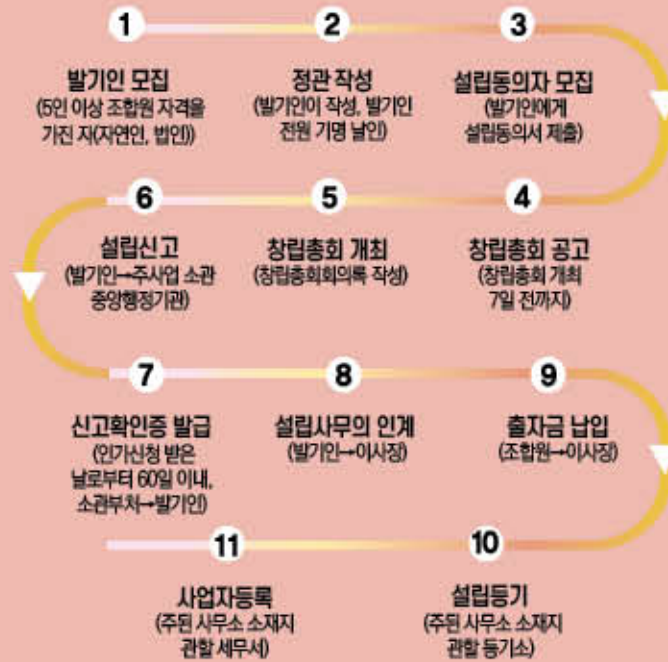 1
발기인 모집
(5인 이상 조합원 자격을
가진 자(자연인, 법인))
2
정관 작성
(발기인이 작성, 발기인
전원 기명 날인)
3
설립동의자 모집
(발기인에게
설립동의서 제출)
4
창립총회 공고
(창립총회 개최
7일 전까지)
5
창립총회 개최
(창립총회회의록 작성)
6
설립신고
(발기인→주사업 소관
중앙행정기관)
7
신고확인증 발급
(인가신청 받은
날로부터 60일 이내,
소관부처→발기인)
8
설립사무의 인계
(발기인→이사장)
9
출자금 납입
(조합원→이사장)
10
설립등기
(주된 사무소 소재지
관할 등기소)
11
사업자등록
(주된 사무소 소재지
관할 세무서)